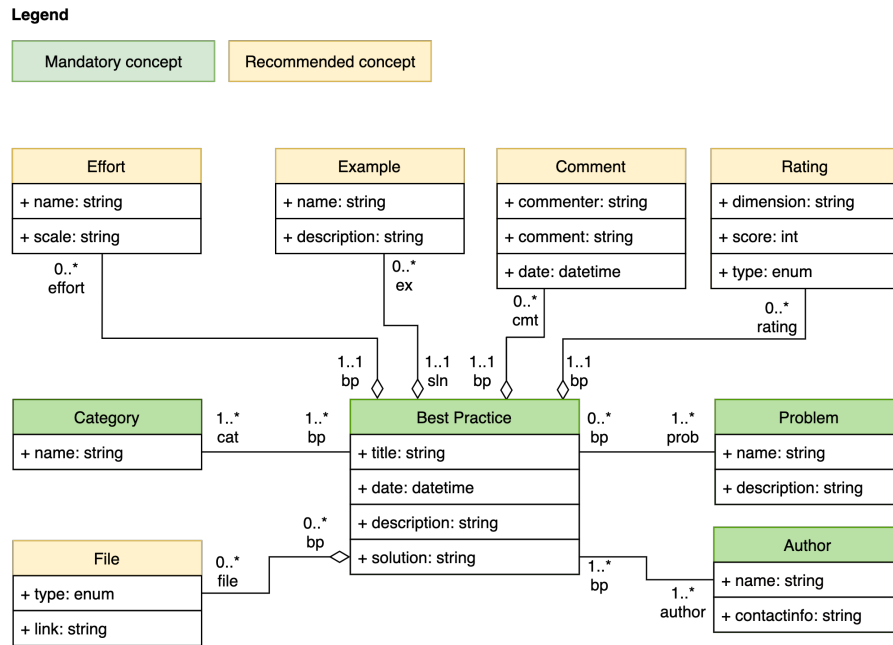 Legend
Mandatory concept
Recommended concept
Effort
+ name: string
+ scale: string
0..*
effort
Example
+ name: string
+ description: string
0..*
ex
Comment
+ commenter: string
+ comment: string
+ date: datetime
0..*
cmt
Rating
+ dimension: string
+ score: int
+ type: enum
0..*
rating
1..1
bp
1..1
sln
1..1
bp
1..1
bp
Category
+ name: string
1..*
cat
1..*
bp
Best Practice
+ title: string
+ date: datetime
+ description: string
+ solution: string
0..*
bp
1..*
prob
Problem
+ name: string
+ description: string
File
+ type: enum
+ link: string
0..*
file
0..*
bp
1..*
bp
1..*
author
Author
+ name: string
+ contactinfo: string